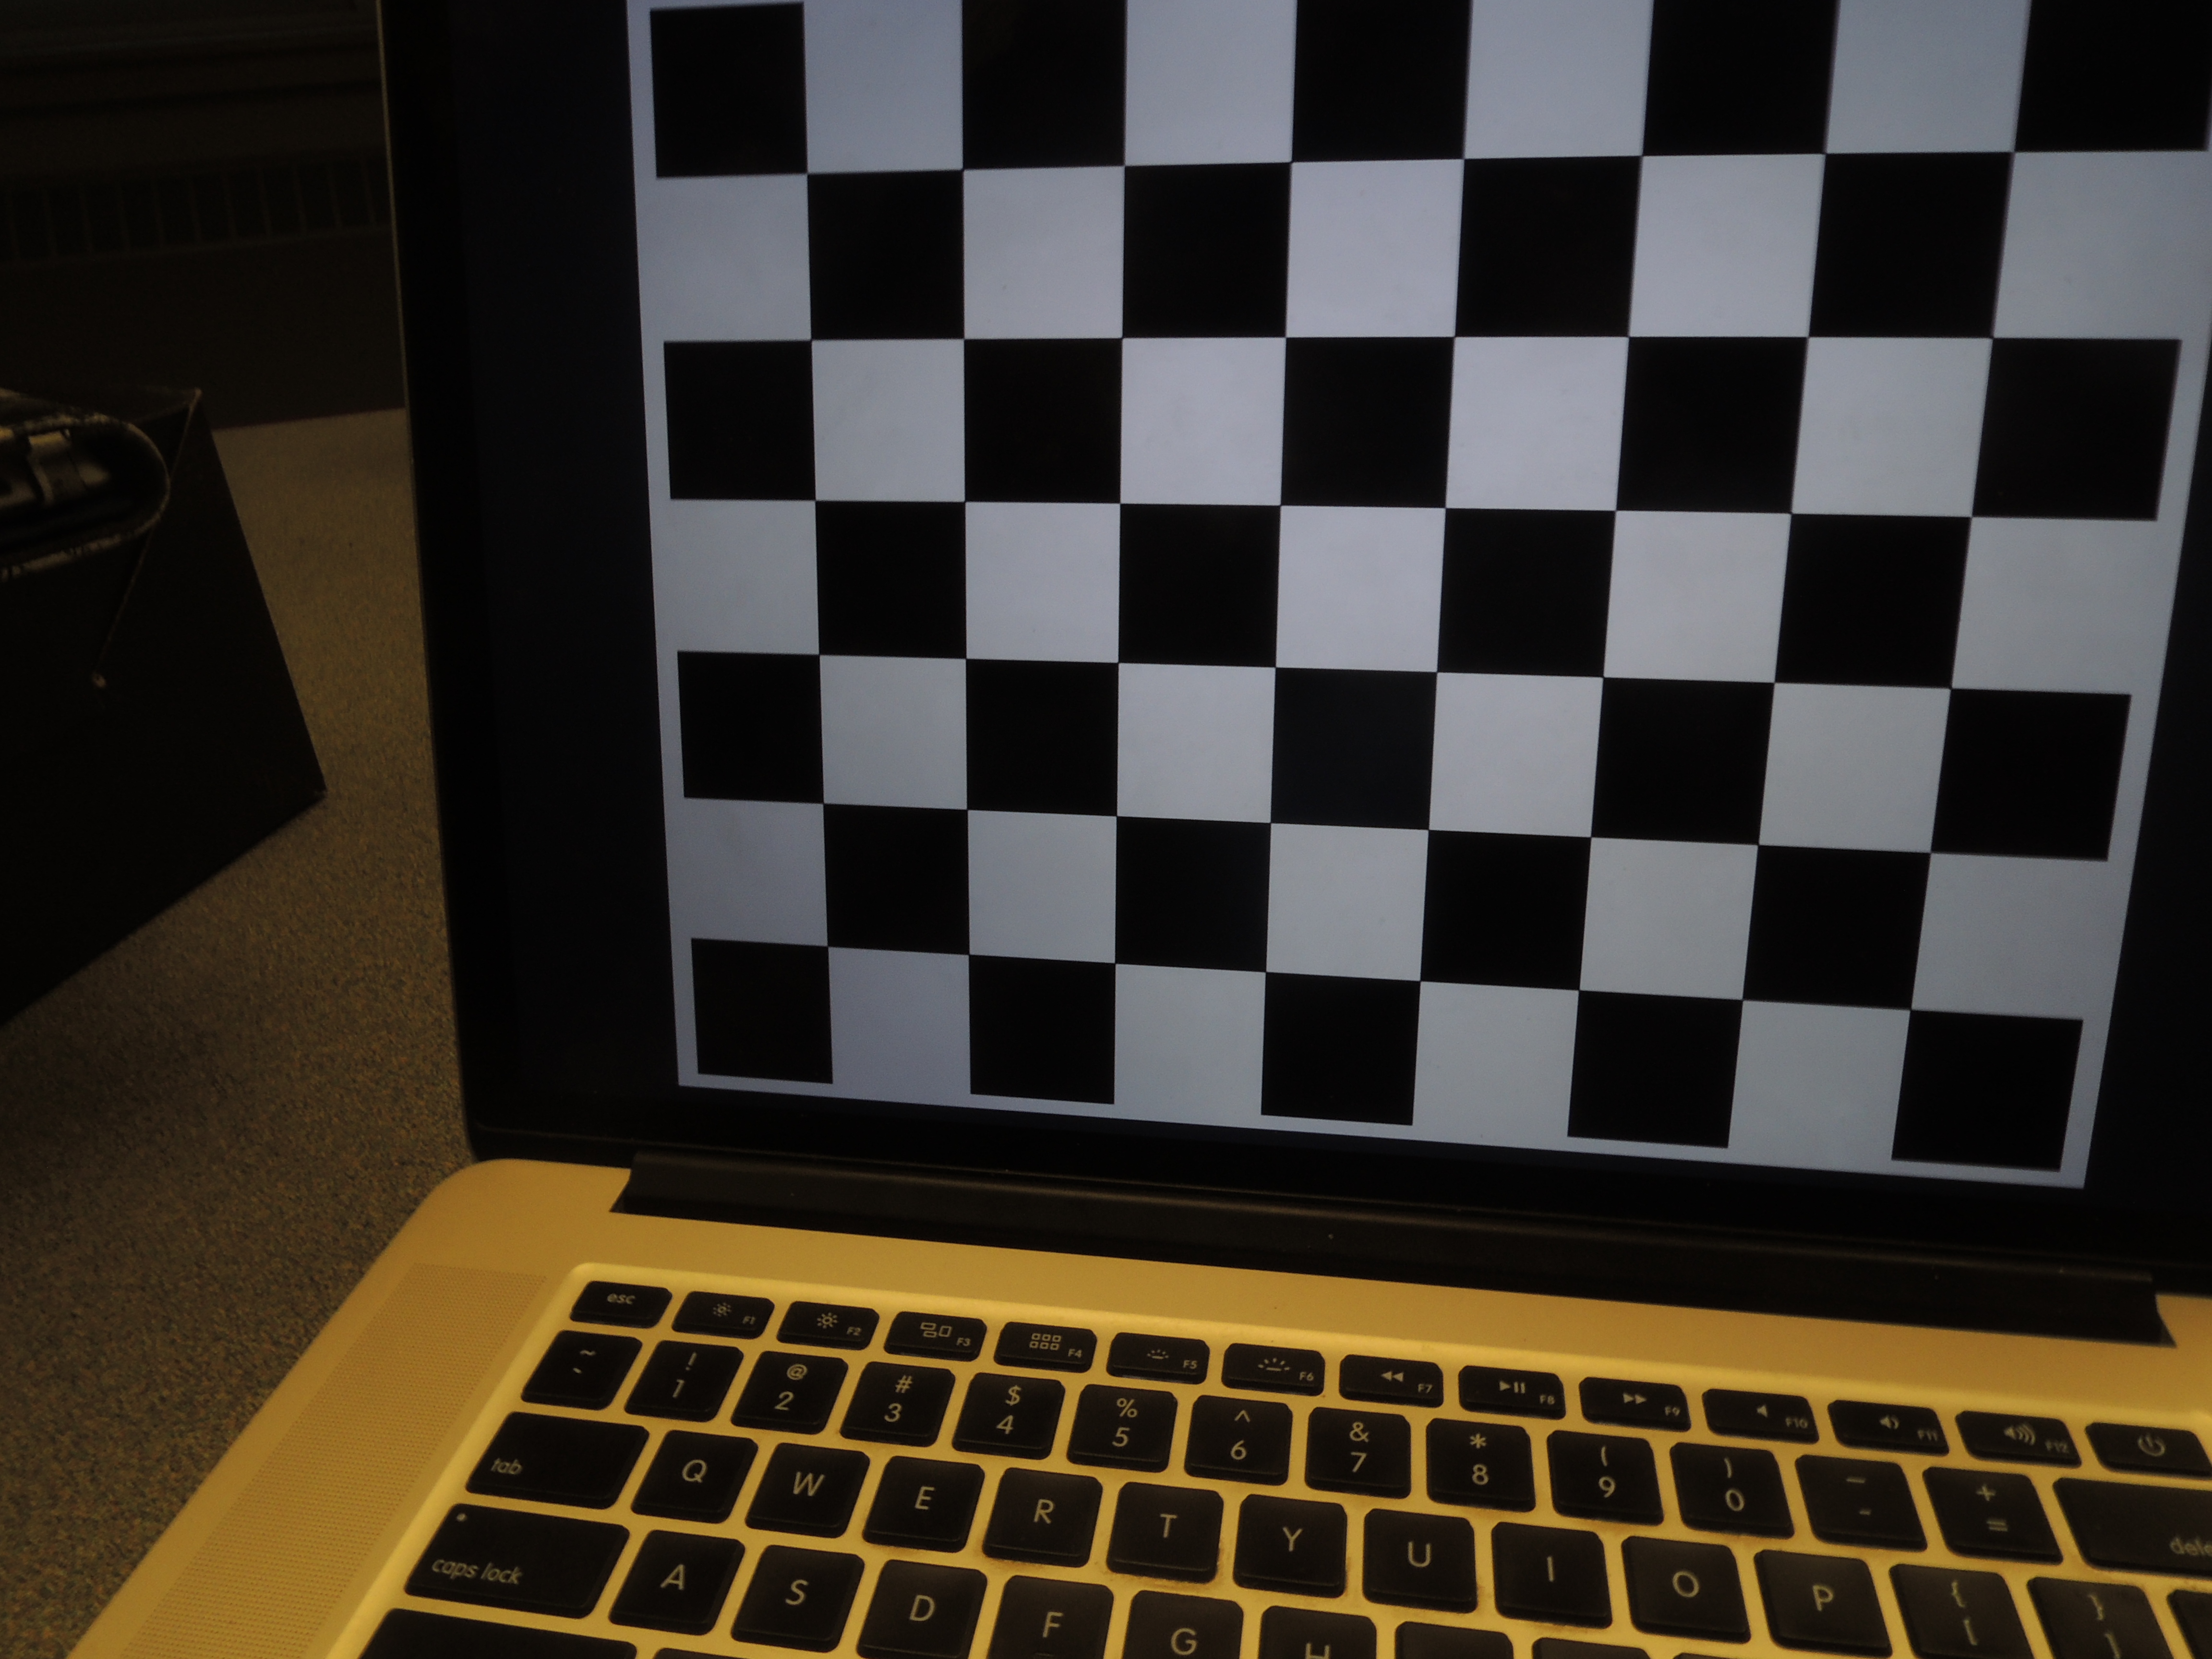 esc F1 F2 F3 F4 F5 F6 F7 F8 F9 F10 F11 F12
~ ! @ # $ % ^ & * ( ) _ +
` 1 2 3 4 5 6 7 8 9 0 - =
tab Q W E R T Y U I O P { }
[ ]
caps lock A S D F G H